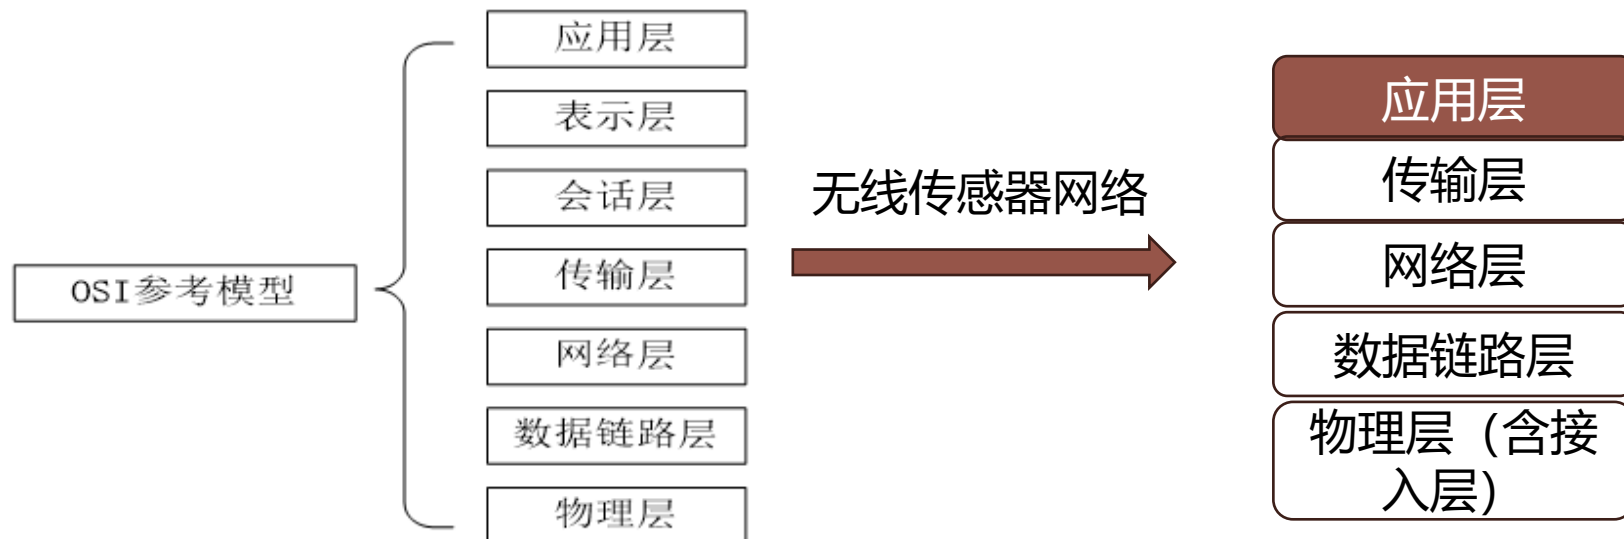 OSI参考模型
应用层
表示层
会话层
传输层
网络层
数据链路层
物理层
无线传感器网络
应用层
传输层
网络层
数据链路层
物理层（含接
入层）